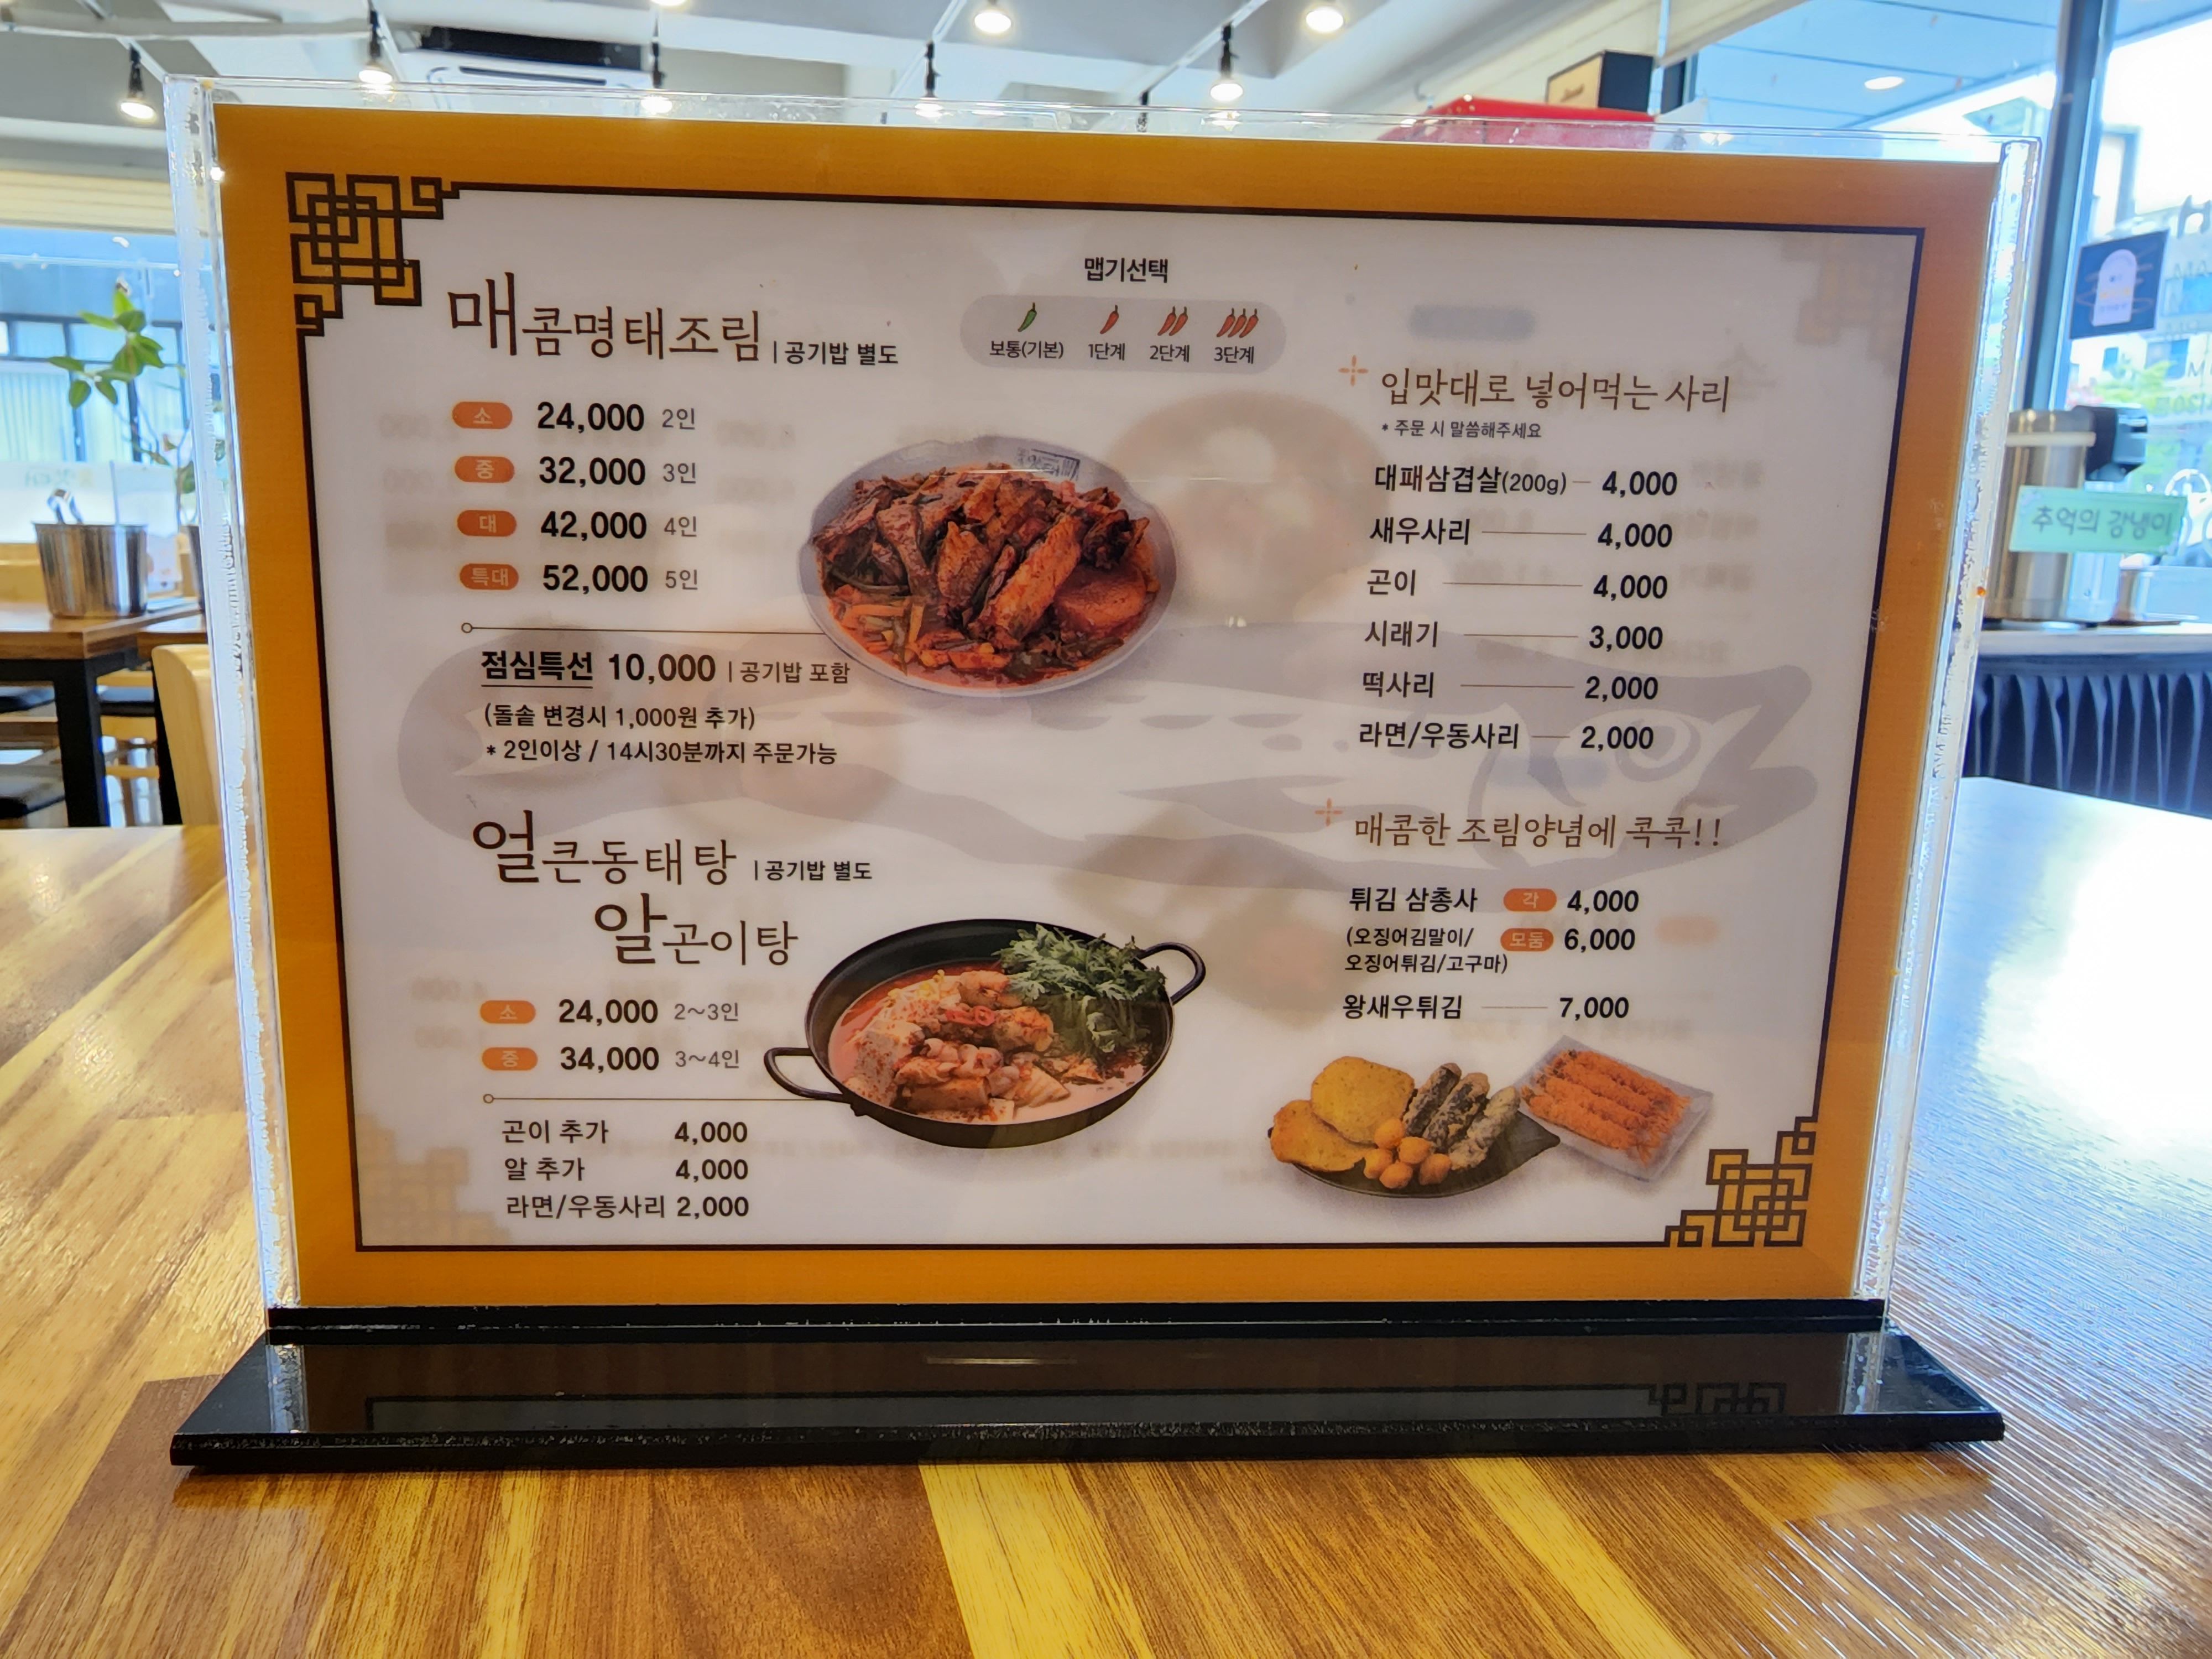 매콤명태조림 | 공기밥 별도
맵기선택
보통(기본) 1단계 2단계 3단계
소 24,000 2인
중 32,000 3인
대 42,000 4인
특대 52,000 5인
점심특선 10,000 | 공기밥 포함
(돌솥 변경시 1,000원 추가)
* 2인이상 / 14시30분까지 주문가능
얼큰동태탕 | 공기밥 별도
알곤이탕
소 24,000 2~3인
중 34,000 3~4인
곤이 추가 4,000
알 추가 4,000
라면/우동사리 2,000
입맛대로 넣어먹는 사리
* 주문 시 말씀해주세요
대패삼겹살(200g) 4,000
새우사리 4,000
곤이 4,000
시래기 3,000
떡사리 2,000
라면/우동사리 2,000
매콤한 조림양념에 콕콕!!
튀김 삼총사 각 4,000
(오징어김말이/ 모둠 6,000
오징어튀김/고구마)
왕새우튀김 7,000
추억의 강냉이